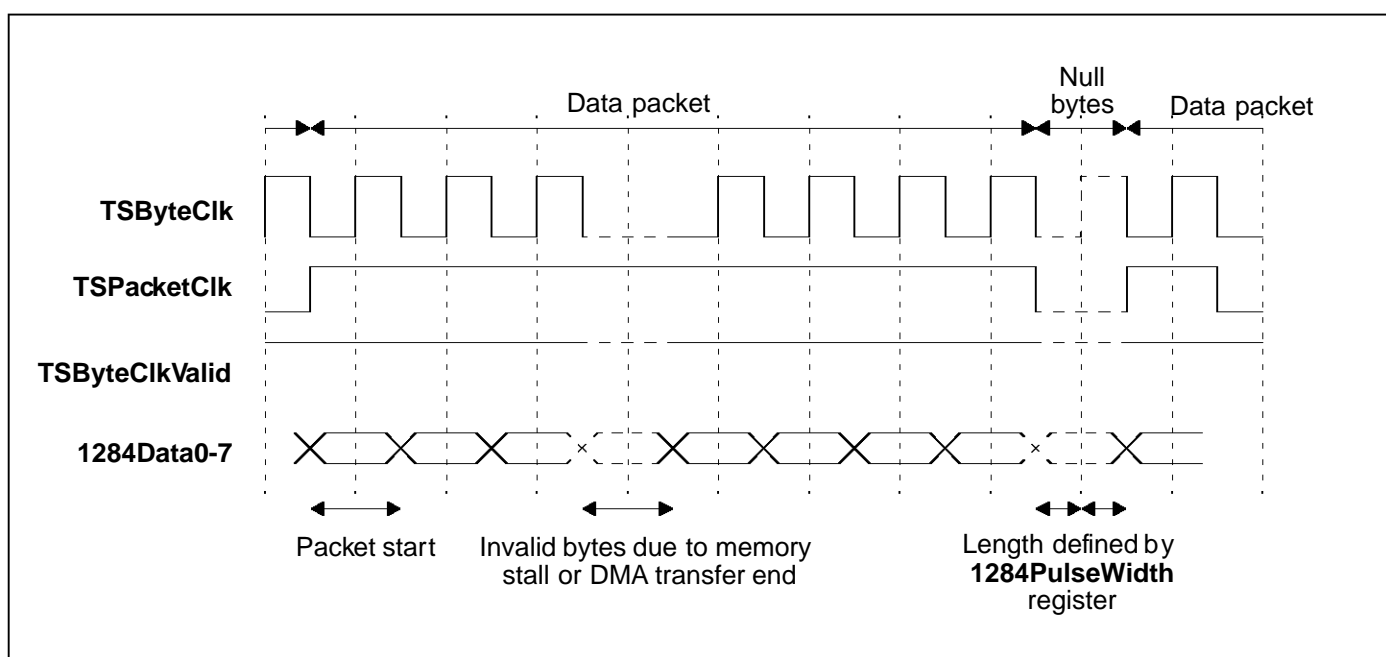 Null
bytes
Data packet
Data packet
TSByteClk
TSPacketClk
TSByteClkValid
1284Data0-7
Packet start
Invalid bytes due to memory
stall or DMA transfer end
Length defined by
1284PulseWidth
register